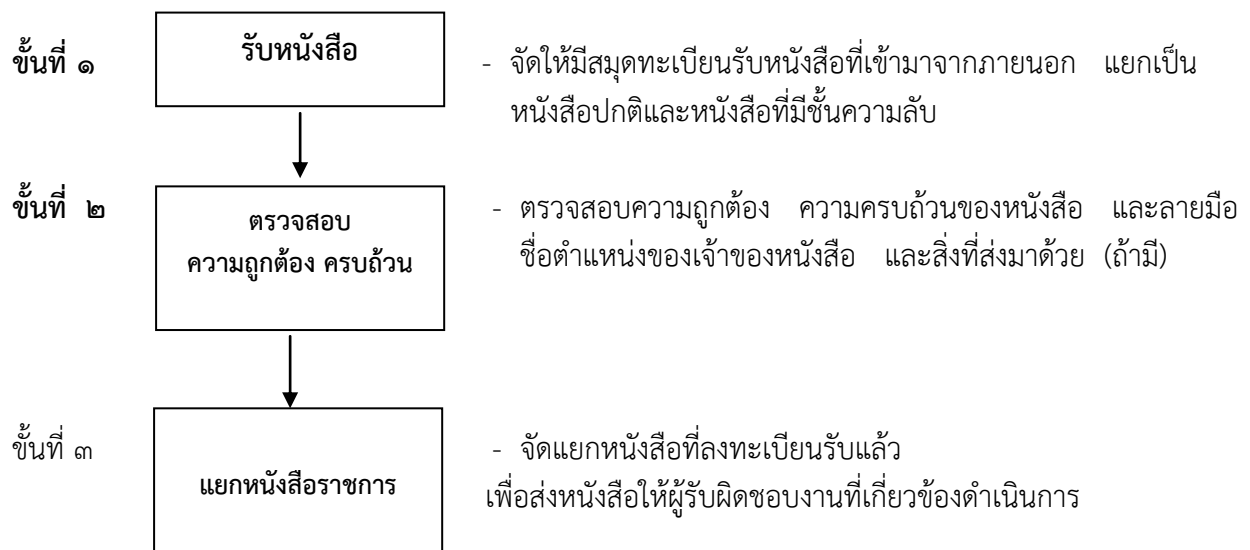 ขั้นที่ ๑
รับหนังสือ
- จัดให้มีสมุดทะเบียนรับหนังสือที่เข้ามาจากภายนอก แยกเป็น
หนังสือปกติและหนังสือที่มีชั้นความลับ
ขั้นที่ ๒
ตรวจสอบ
ความถูกต้อง ครบถ้วน
- ตรวจสอบความถูกต้อง ความครบถ้วนของหนังสือ และลายมือ
ชื่อตำแหน่งของเจ้าของหนังสือ และสิ่งที่ส่งมาด้วย (ถ้ามี)
ขั้นที่ ๓
แยกหนังสือราชการ
- จัดแยกหนังสือที่ลงทะเบียนรับแล้ว
เพื่อส่งหนังสือให้ผู้รับผิดชอบงานที่เกี่ยวข้องดำเนินการ